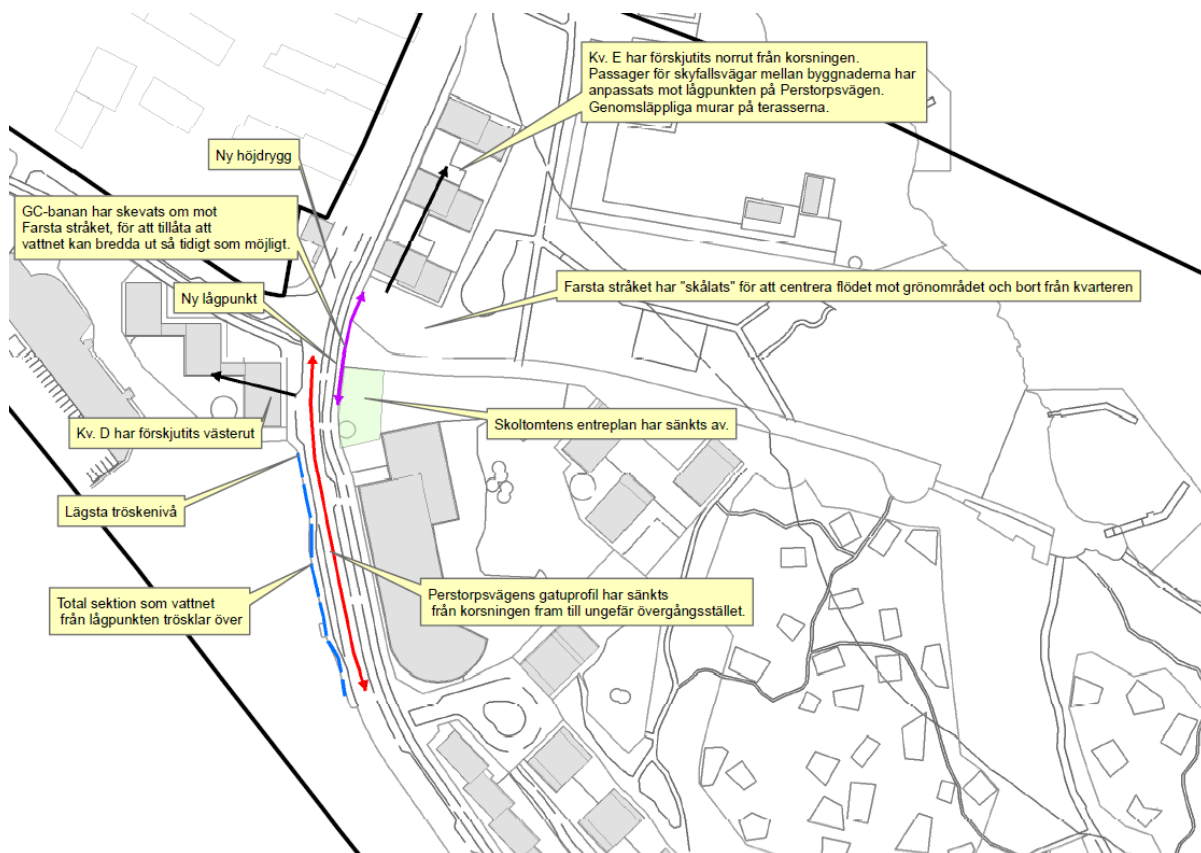 Kv. E har förskjutits norrut från korsningen.
Passager för skyfallsvägar mellan byggnaderna har
anpassats mot lågpunkten på Perstorpsvägen.
Genomsläppliga murar på terasserna.
Ny höjdrygg
GC-banan har skevats om mot
Farsta stråket, för att tillåta att
vattnet kan bredda ut så tidigt som möjligt.
Ny lågpunkt
Farsta stråket har "skålats" för att centrera flödet mot grönområdet och bort från kvarteren
Kv. D har förskjutits västerut
Skoltomtens entreplan har sänkts av.
Lägsta tröskenivå
Total sektion som vattnet
från lågpunkten trösklar över
Perstorpsvägens gatuprofil har sänkts
från korsningen fram till ungefär övergångsstället.